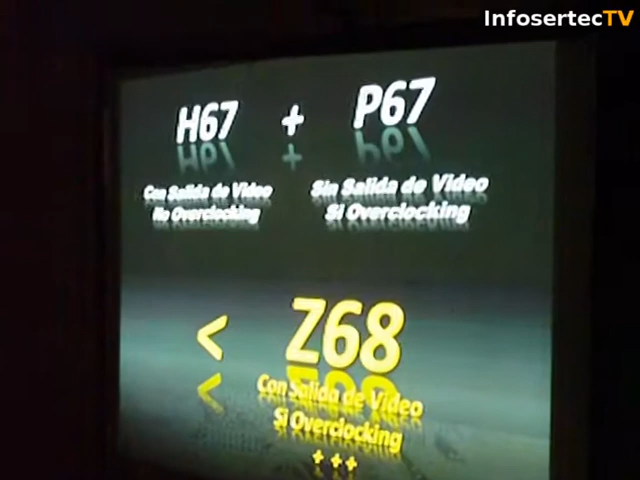 InfosertecTV
H67 + P67
Con Salida de Video
No Overclocking
Sin Salida de Video
Si Overclocking
< Z68
Con Salida de Video
Si Overclocking
+ + +